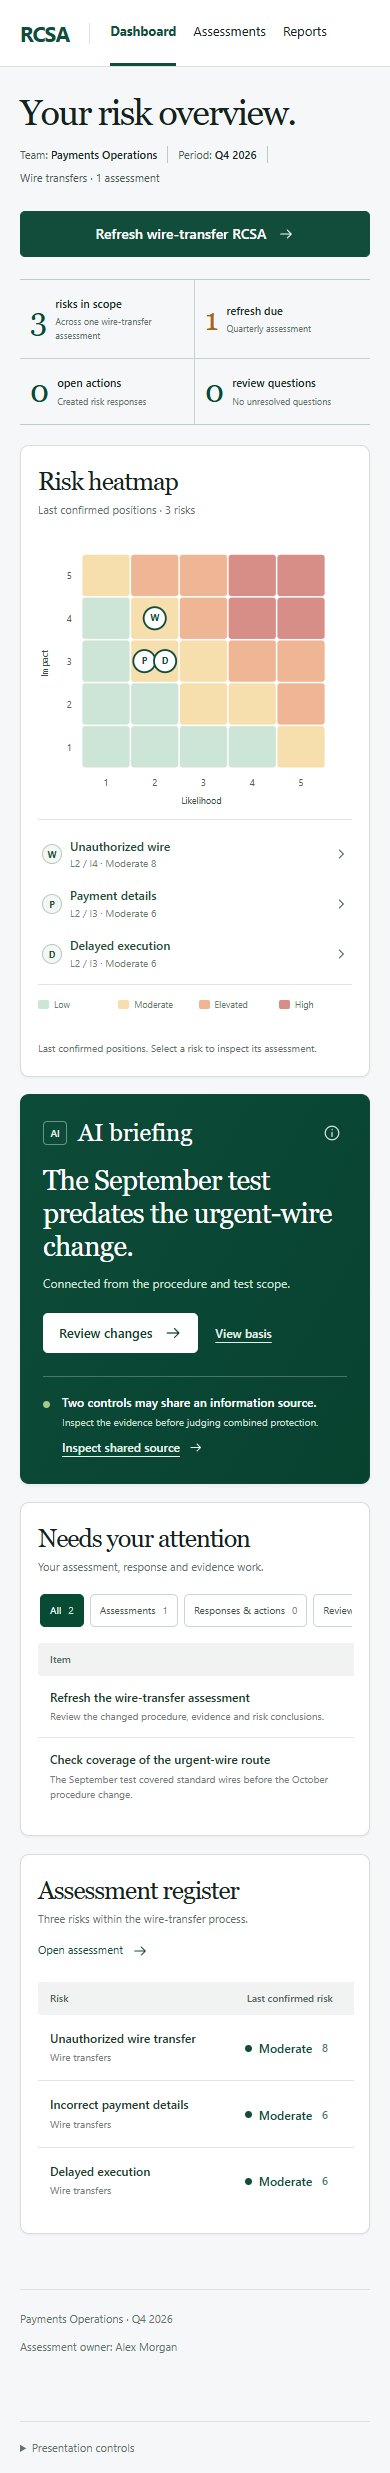 RCSA
Dashboard Assessments Reports
Your risk overview.
Team: Payments Operations Period: Q4 2026
Wire transfers · 1 assessment
Refresh wire-transfer RCSA →
3 risks in scope
Across one wire-transfer
assessment
1 refresh due
Quarterly assessment
0 open actions
Created risk responses
0 review questions
No unresolved questions
Risk heatmap
Last confirmed positions · 3 risks
Impact
5
4 W
3 P D
2
1
1 2 3 4 5
Likelihood
W Unauthorized wire
L2 / I4 · Moderate 8
P Payment details
L2 / I3 · Moderate 6
D Delayed execution
L2 / I3 · Moderate 6
Low Moderate Elevated High
Last confirmed positions. Select a risk to inspect its assessment.
AI AI briefing
The September test
predates the urgent-wire
change.
Connected from the procedure and test scope.
Review changes → View basis
Two controls may share an information source.
Inspect the evidence before judging combined protection.
Inspect shared source →
Needs your attention
Your assessment, response and evidence work.
All 2 Assessments 1 Responses & actions 0 Review
Item
Refresh the wire-transfer assessment
Review the changed procedure, evidence and risk conclusions.
Check coverage of the urgent-wire route
The September test covered standard wires before the October
procedure change.
Assessment register
Three risks within the wire-transfer process.
Open assessment →
Risk Last confirmed risk
Unauthorized wire transfer
Wire transfers
Moderate 8
Incorrect payment details
Wire transfers
Moderate 6
Delayed execution
Wire transfers
Moderate 6
Payments Operations · Q4 2026
Assessment owner: Alex Morgan
▶ Presentation controls